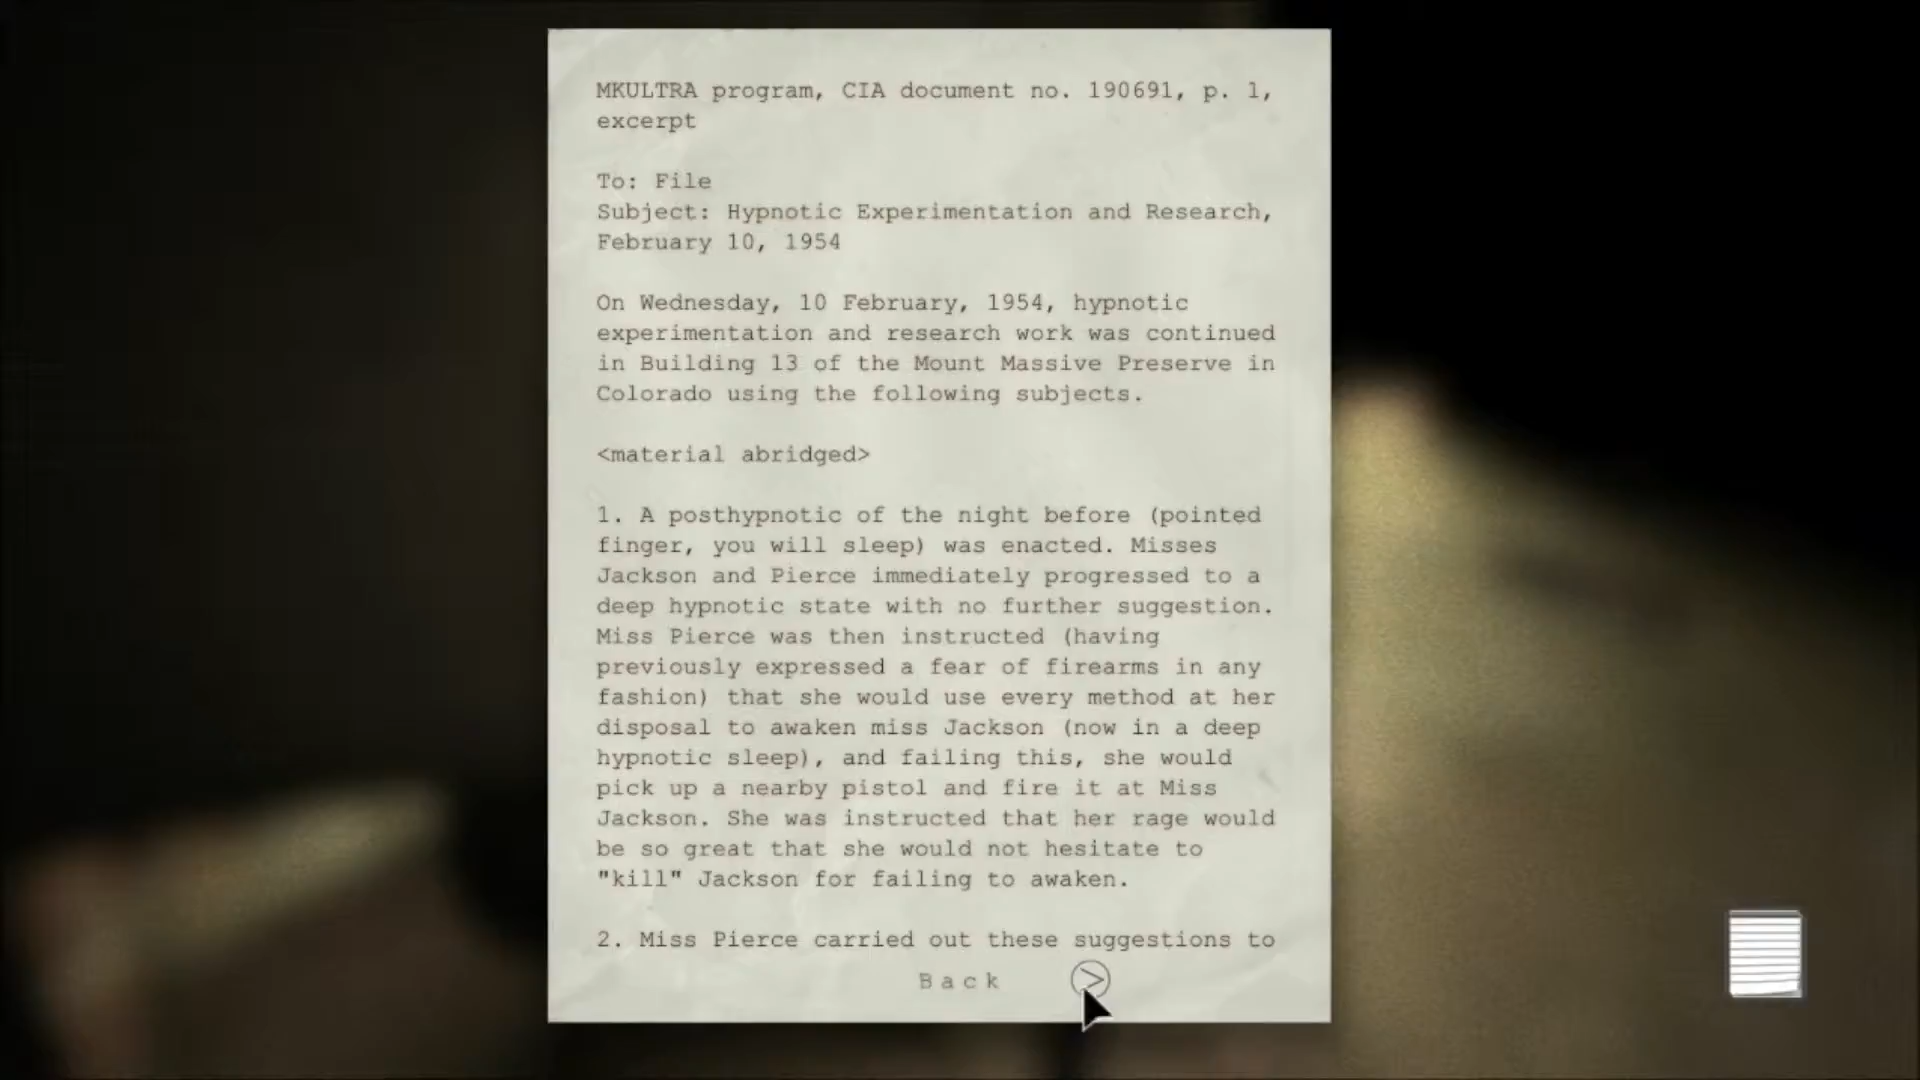 MKULTRA program, CIA document no. 190691, p. 1,
excerpt
To: File
Subject: Hypnotic Experimentation and Research,
February 10, 1954
On Wednesday, 10 February, 1954, hypnotic
experimentation and research work was continued
in Building 13 of the Mount Massive Preserve in
Colorado using the following subjects.
<material abridged>
1. A posthypnotic of the night before (pointed
finger, you will sleep) was enacted. Misses
Jackson and Pierce immediately progressed to a
deep hypnotic state with no further suggestion.
Miss Pierce was then instructed (having
previously expressed a fear of firearms in any
fashion) that she would use every method at her
disposal to awaken miss Jackson (now in a deep
hypnotic sleep), and failing this, she would
pick up a nearby pistol and fire it at Miss
Jackson. She was instructed that her rage would
be so great that she would not hesitate to
"kill" Jackson for failing to awaken.
2. Miss Pierce carried out these suggestions to
Back >